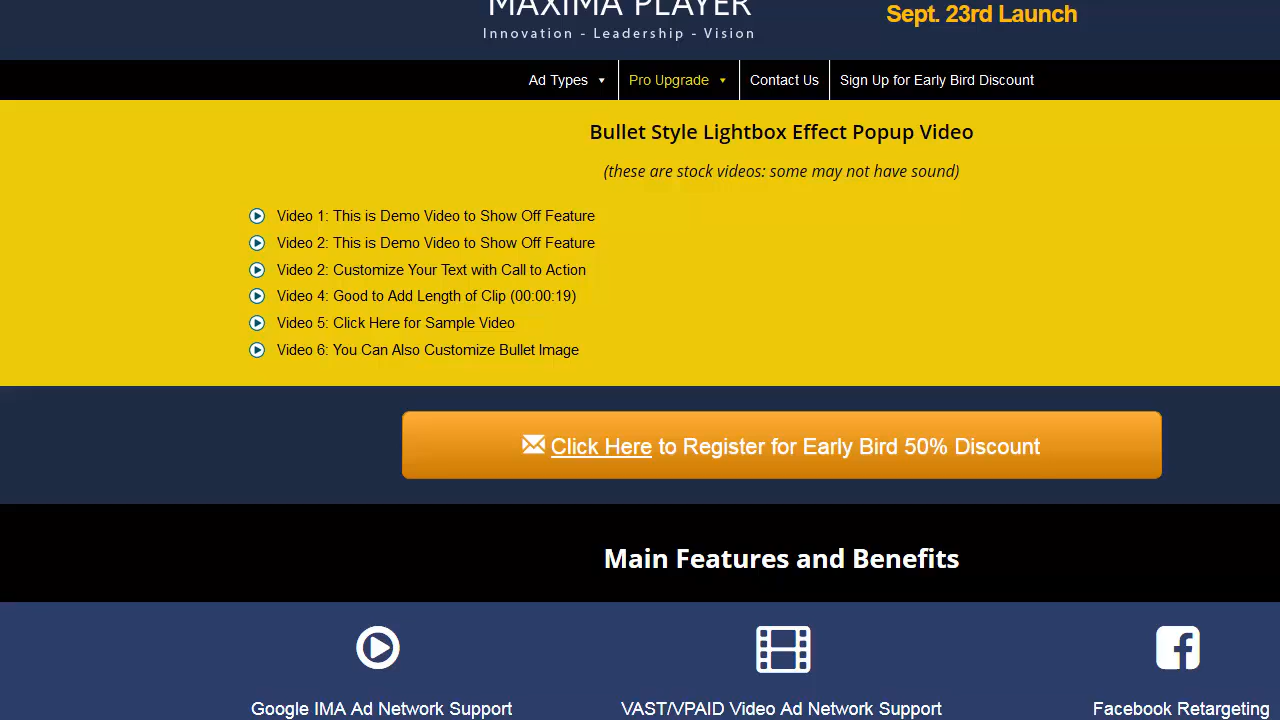 MAXIMA PLAYER
Innovation - Leadership - Vision
Sept. 23rd Launch
Ad Types
Pro Upgrade
Contact Us
Sign Up for Early Bird Discount
Bullet Style Lightbox Effect Popup Video
(these are stock videos: some may not have sound)
Video 1: This is Demo Video to Show Off Feature
Video 2: This is Demo Video to Show Off Feature
Video 2: Customize Your Text with Call to Action
Video 4: Good to Add Length of Clip (00:00:19)
Video 5: Click Here for Sample Video
Video 6: You Can Also Customize Bullet Image
Click Here to Register for Early Bird 50% Discount
Main Features and Benefits
Google IMA Ad Network Support
VAST/VPAID Video Ad Network Support
Facebook Retargeting